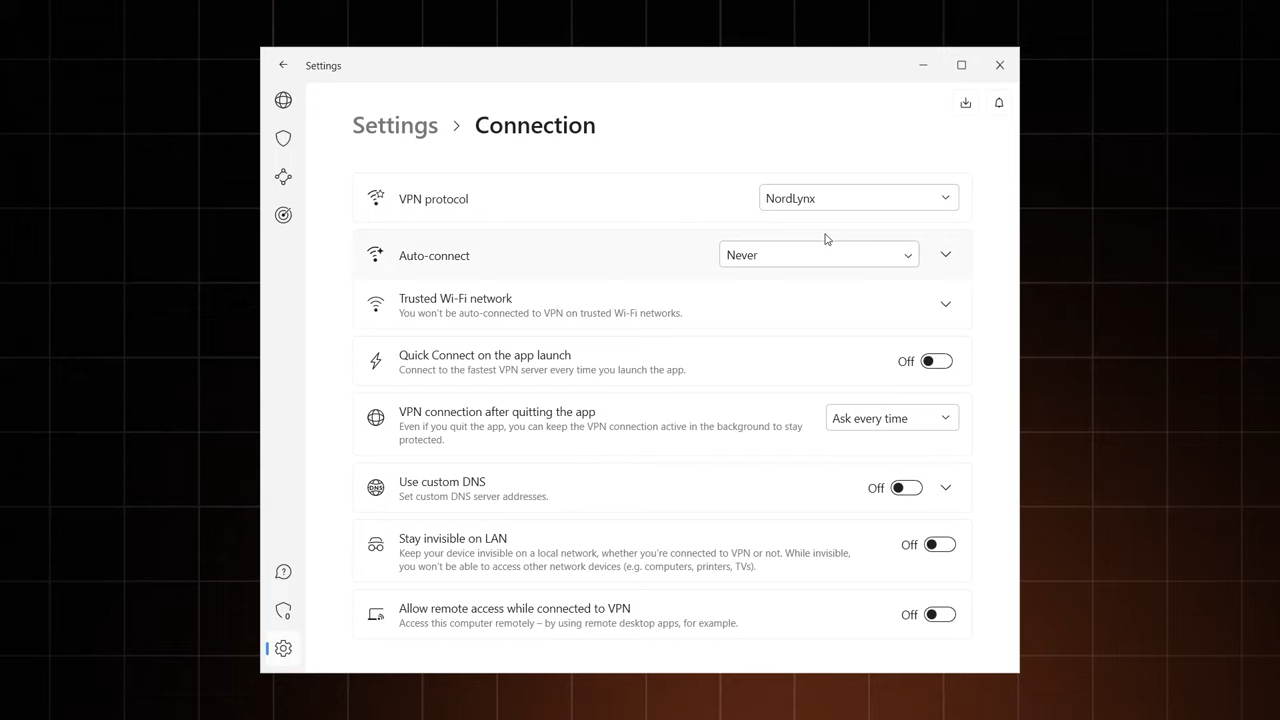 Settings
Settings > Connection
VPN protocol
NordLynx
Auto-connect
Never
Trusted Wi-Fi network
You won't be auto-connected to VPN on trusted Wi-Fi networks.
Quick Connect on the app launch
Off
Connect to the fastest VPN server every time you launch the app.
VPN connection after quitting the app
Ask every time
Even if you quit the app, you can keep the VPN connection active in the background to stay
protected.
DNS
Use custom DNS
Off
Set custom DNS server addresses.
Stay invisible on LAN
Off
Keep your device invisible on a local network, whether you're connected to VPN or not. While invisible,
you won't be able to access other network devices (e.g. computers, printers, TVs).
Allow remote access while connected to VPN
Off
Access this computer remotely – by using remote desktop apps, for example.